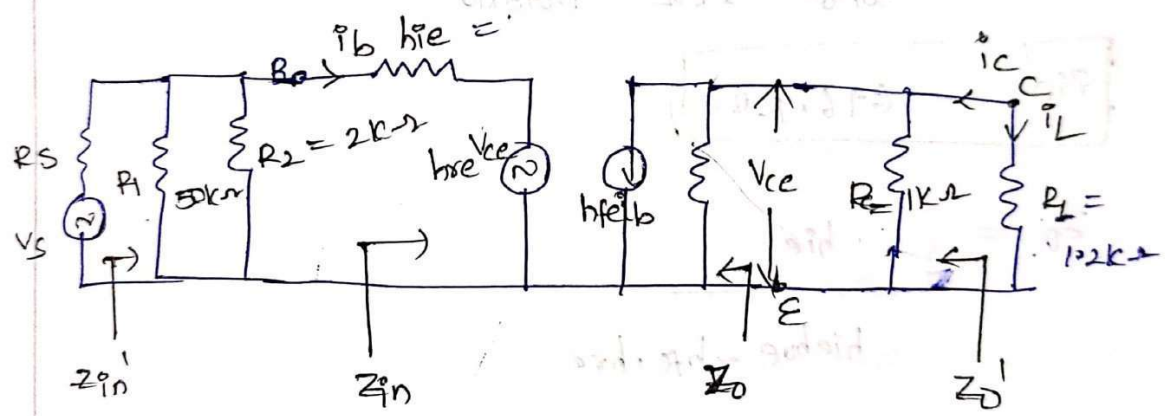 ib hie =
B
RS
R1
50KΩ
R2 = 2KΩ
hre Vce
Vs
hfe ib
Vce
Rc = 1KΩ
ic
C
iL
RL =
1.2KΩ
E
Zin'
Zin
Zo
Zo'